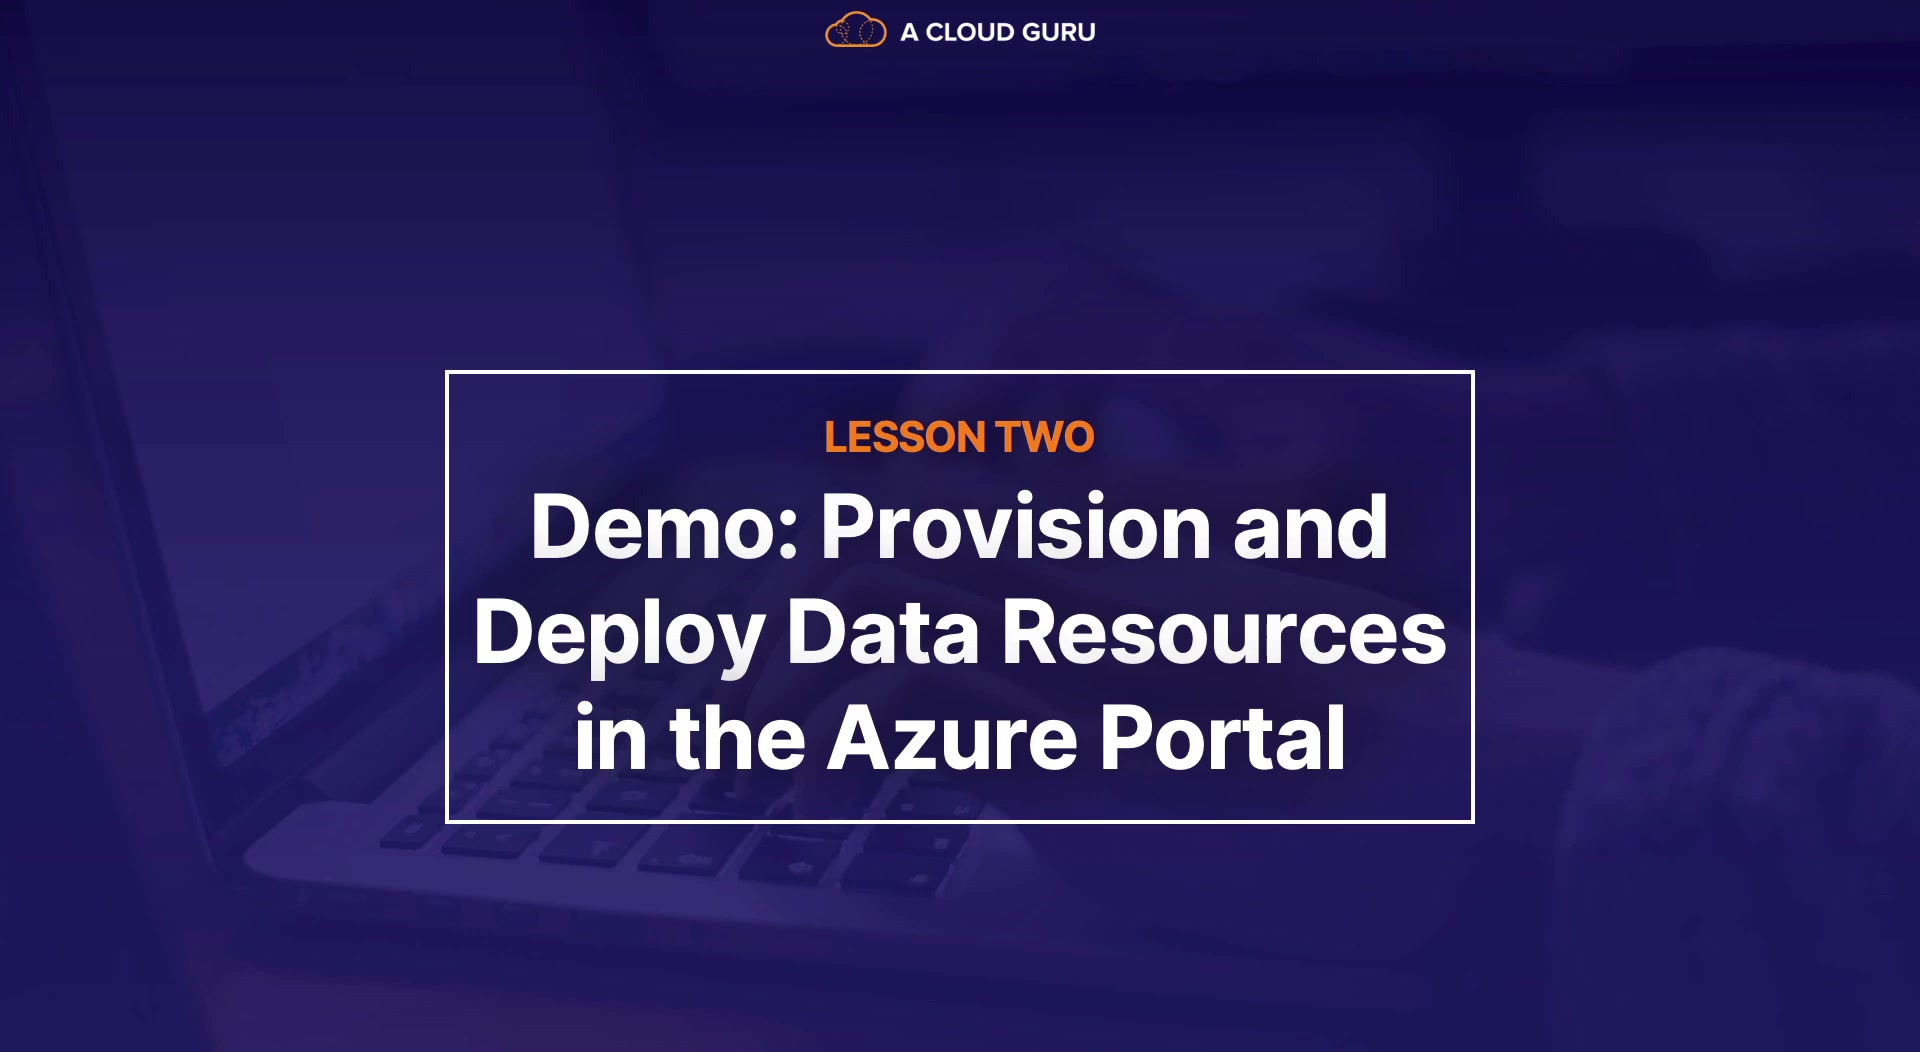 A CLOUD GURU
LESSON TWO
Demo: Provision and
Deploy Data Resources
in the Azure Portal